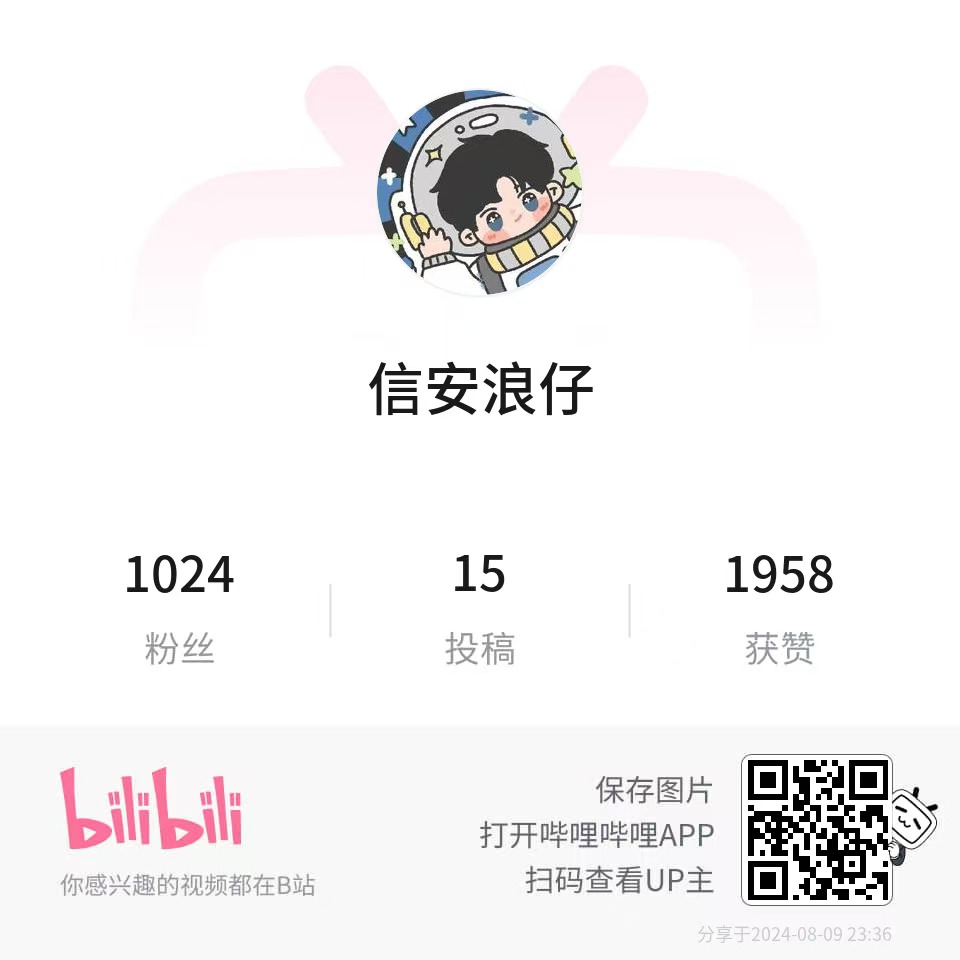 信安浪仔
1024
15
1958
粉丝
投稿
获赞
bilibili
你感兴趣的视频都在B站
保存图片
打开哔哩哔哩APP
扫码查看UP主
分享于2024-08-09 23:36